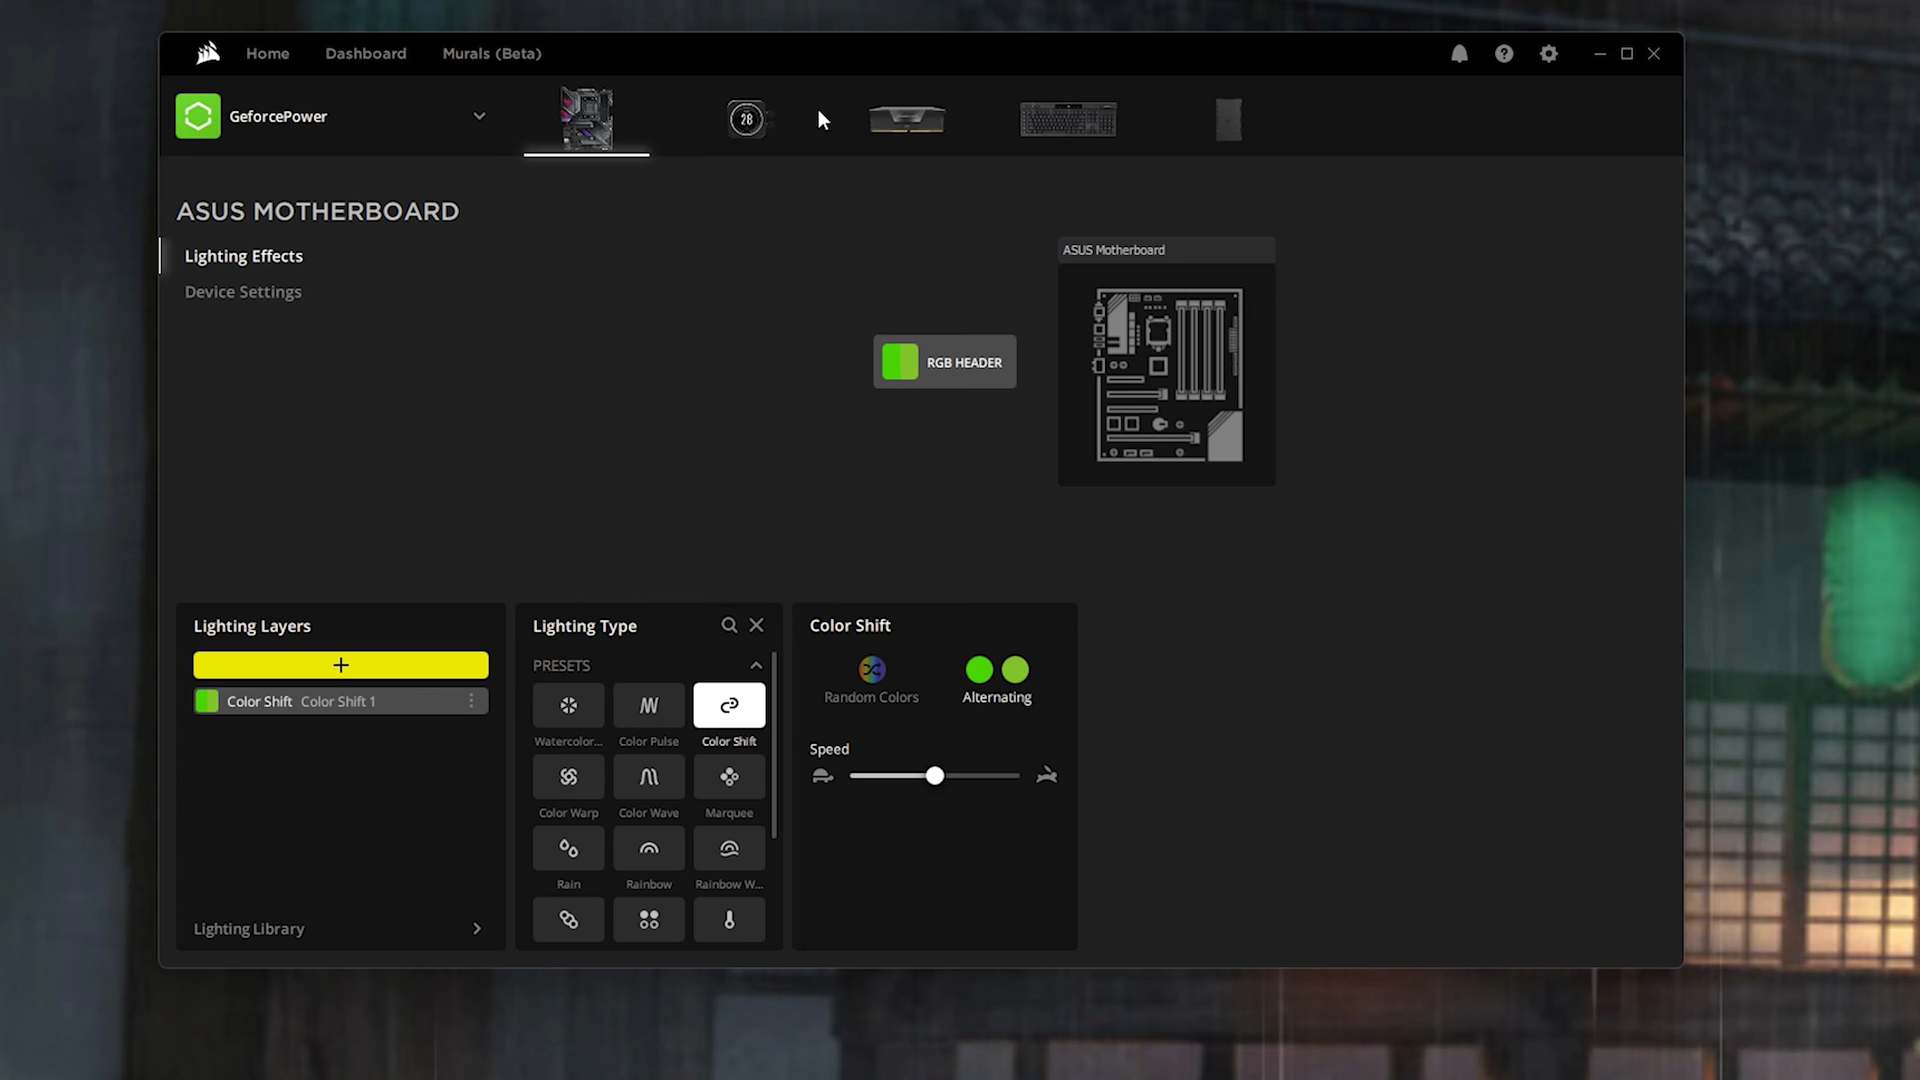 Home Dashboard Murals (Beta)
GeforcePower
28
ASUS MOTHERBOARD
Lighting Effects
Device Settings
ASUS Motherboard
RGB HEADER
Lighting Layers
+
Color Shift Color Shift 1
Lighting Library
Lighting Type
PRESETS
Watercolor... Color Pulse Color Shift
Color Warp Color Wave Marquee
Rain Rainbow Rainbow W...
Color Shift
Random Colors Alternating
Speed